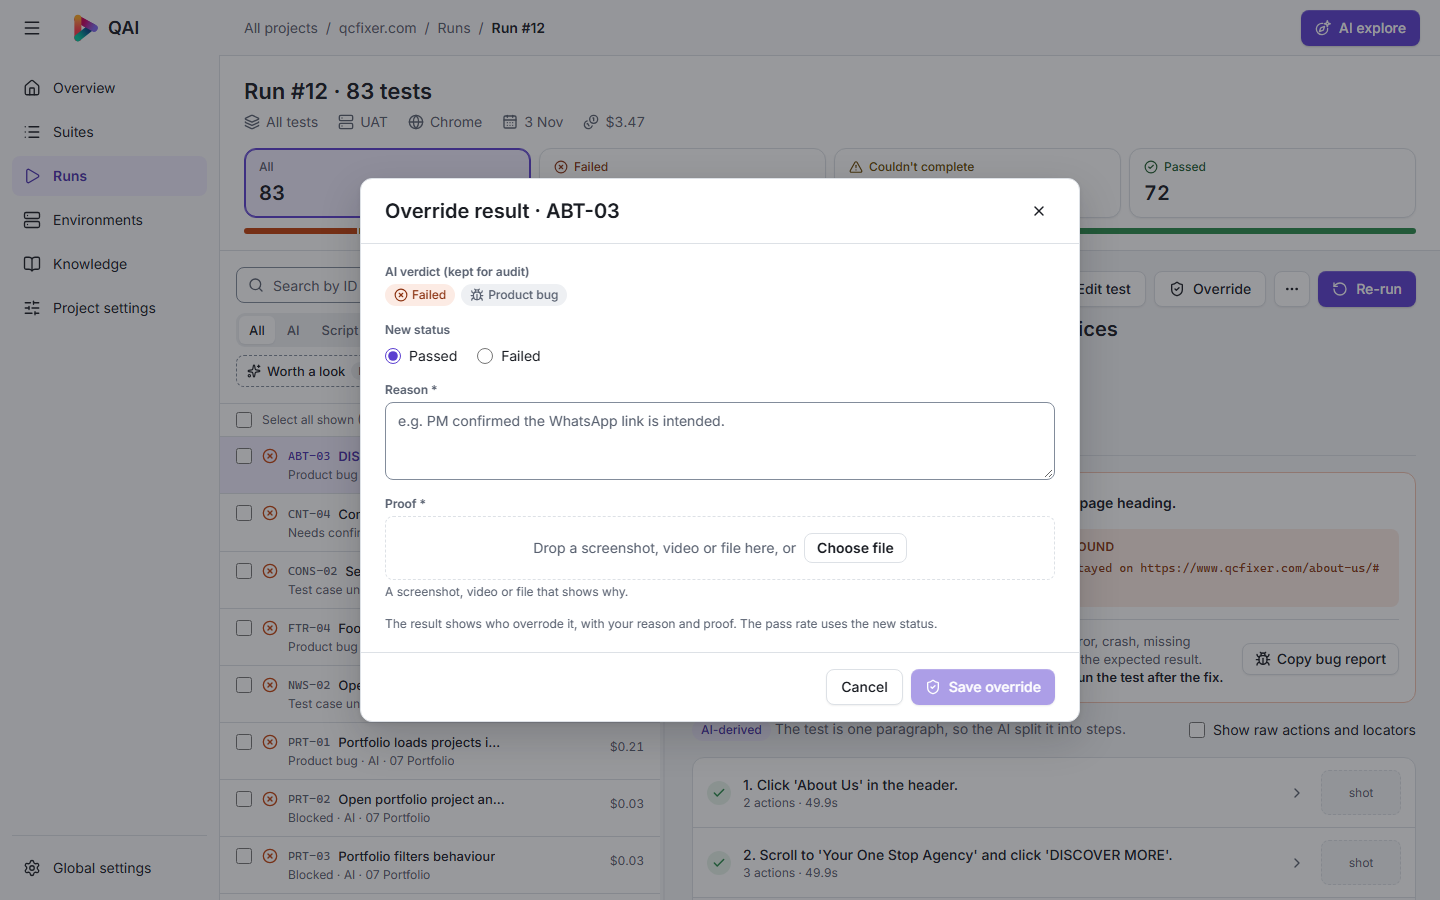 QAI
All projects / qcfixer.com / Runs / Run #12
AI explore
Overview
Suites
Runs
Environments
Knowledge
Project settings
Global settings
Run #12 · 83 tests
All tests
UAT
Chrome
3 Nov
$3.47
All
83
Failed
Couldn't complete
Passed
72
Search by ID
All
AI
Script
Worth a look
Select all shown
ABT-03
Product bug
CNT-04
CONS-02
Test case
FTR-04
Product bug
NWS-02
Test case
PRT-01 Portfolio loads projects i...
Product bug · AI · 07 Portfolio
$0.21
PRT-02 Open portfolio project an...
Blocked · AI · 07 Portfolio
$0.03
PRT-03 Portfolio filters behaviour
Blocked · AI · 07 Portfolio
$0.03
Edit test
Override
Re-run
page heading.
https://www.qcfixer.com/about-us/#
crash, missing
the expected result.
the test after the fix.
Copy bug report
AI-derived The test is one paragraph, so the AI split it into steps.
Show raw actions and locators
1. Click 'About Us' in the header.
2 actions · 49.9s
shot
2. Scroll to 'Your One Stop Agency' and click 'DISCOVER MORE'.
3 actions · 49.9s
shot
Override result · ABT-03
AI verdict (kept for audit)
Failed
Product bug
New status
Passed
Failed
Reason *
e.g. PM confirmed the WhatsApp link is intended.
Proof *
Drop a screenshot, video or file here, or
Choose file
A screenshot, video or file that shows why.
The result shows who overrode it, with your reason and proof. The pass rate uses the new status.
Cancel
Save override